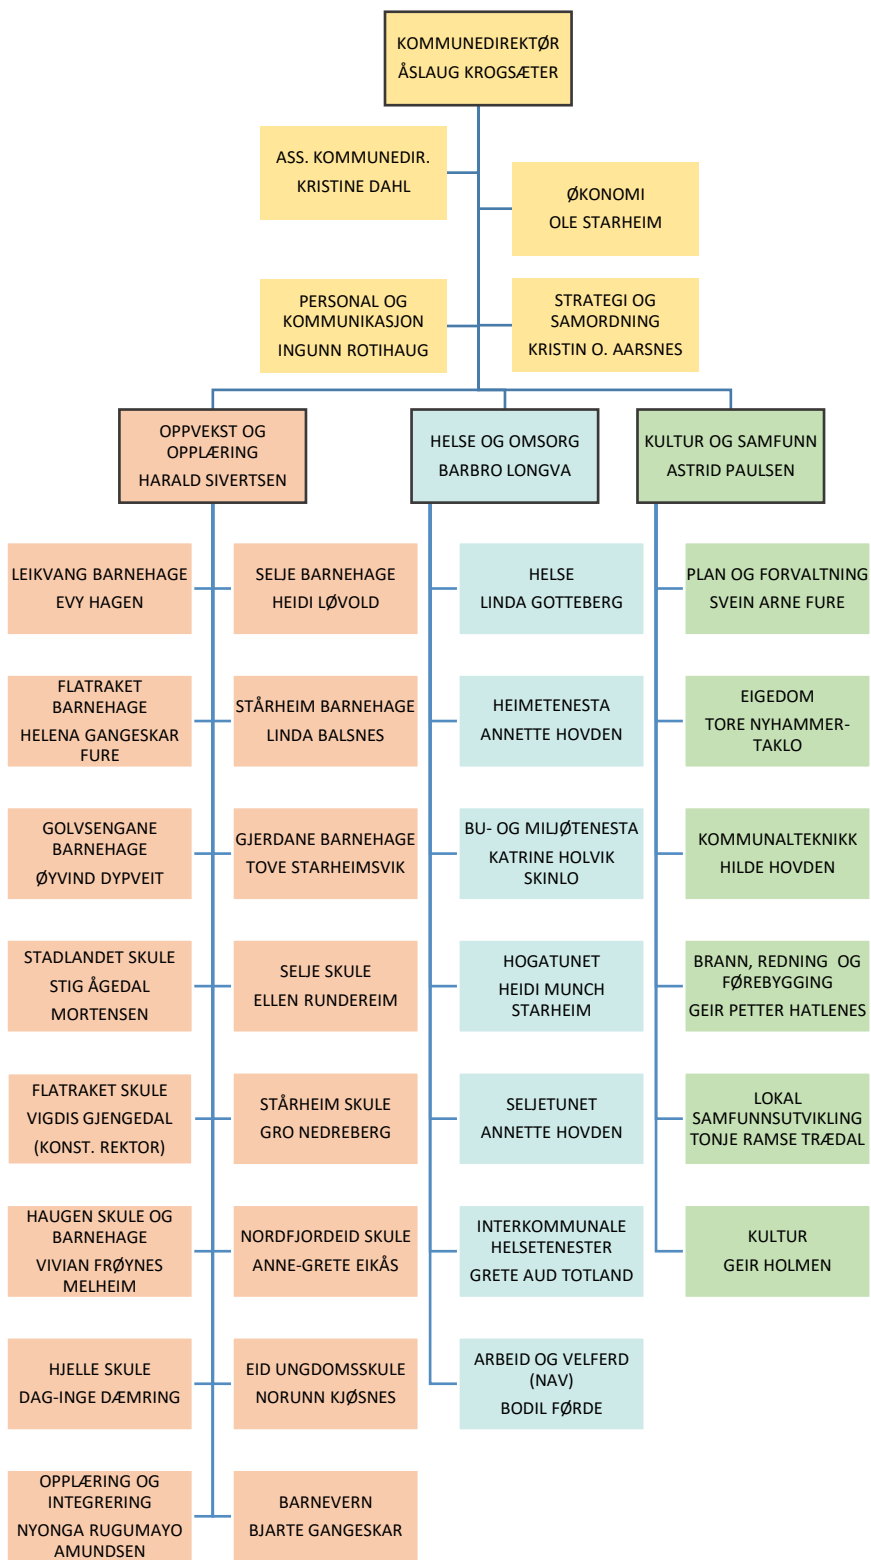 KOMMUNEDIREKTØR
ÅSLAUG KROGSÆTER
ASS. KOMMUNEDIR.
KRISTINE DAHL
ØKONOMI
OLE STARHEIM
PERSONAL OG
KOMMUNIKASJON
INGUNN ROTIHAUG
STRATEGI OG
SAMORDNING
KRISTIN O. AARSNES
OPPVEKST OG
OPPLÆRING
HARALD SIVERTSEN
HELSE OG OMSORG
BARBRO LONGVA
KULTUR OG SAMFUNN
ASTRID PAULSEN
LEIKVANG BARNEHAGE
EVY HAGEN
SELJE BARNEHAGE
HEIDI LØVOLD
HELSE
LINDA GOTTEBERG
PLAN OG FORVALTNING
SVEIN ARNE FURE
FLATRAKET
BARNEHAGE
HELENA GANGESKAR
FURE
STÅRHEIM BARNEHAGE
LINDA BALSNES
HEIMETENESTA
ANNETTE HOVDEN
EIGEDOM
TORE NYHAMMER-
TAKLO
GOLVSENGANE
BARNEHAGE
ØYVIND DYPVEIT
GJERDANE BARNEHAGE
TOVE STARHEIMSVIK
BU- OG MILJØTENESTA
KATRINE HOLVIK
SKINLO
KOMMUNALTEKNIKK
HILDE HOVDEN
STADLANDET SKULE
STIG ÅGEDAL
MORTENSEN
SELJE SKULE
ELLEN RUNDEREIM
HOGATUNET
HEIDI MUNCH
STARHEIM
BRANN, REDNING OG
FØREBYGGING
GEIR PETTER HATLENES
FLATRAKET SKULE
VIGDIS GJENGEDAL
(KONST. REKTOR)
STÅRHEIM SKULE
GRO NEDREBERG
SELJETUNET
ANNETTE HOVDEN
LOKAL
SAMFUNNSUTVIKLING
TONJE RAMSE TRÆDAL
HAUGEN SKULE OG
BARNEHAGE
VIVIAN FRØYNES
MELHEIM
NORDFJORDEID SKULE
ANNE-GRETE EIKÅS
INTERKOMMUNALE
HELSETENESTER
GRETE AUD TOTLAND
KULTUR
GEIR HOLMEN
HJELLE SKULE
DAG-INGE DÆMRING
EID UNGDOMSSKULE
NORUNN KJØSNES
ARBEID OG VELFERD
(NAV)
BODIL FØRDE
OPPLÆRING OG
INTEGRERING
NYONGA RUGUMAYO
AMUNDSEN
BARNEVERN
BJARTE GANGESKAR